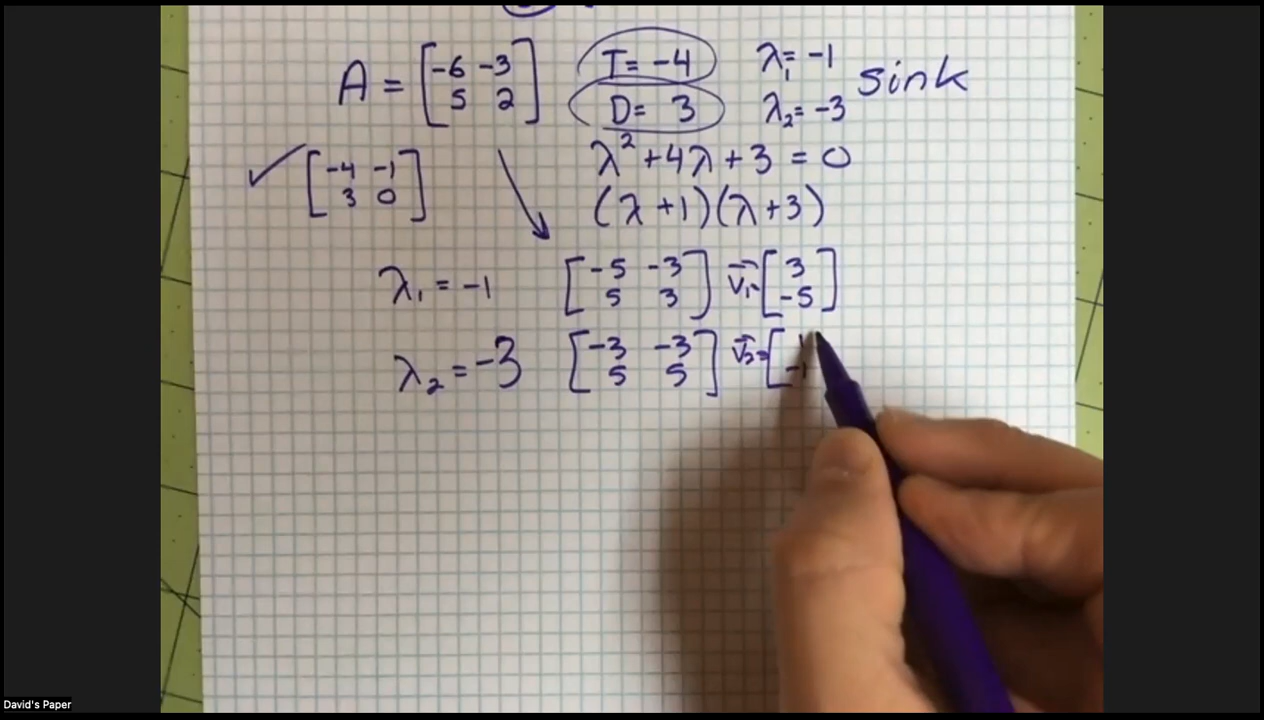 A = [-6 -3; 5 2] T = -4 λ₁ = -1 sink
D = 3 λ₂ = -3
✓ [-4 -1; 3 0] λ² + 4λ + 3 = 0
(λ + 1)(λ + 3)
λ₁ = -1 [-5 -3; 5 3] v⃗₁ = [3; -5]
λ₂ = -3 [-3 -3; 5 5] v⃗₂ = [1; -1
David's Paper